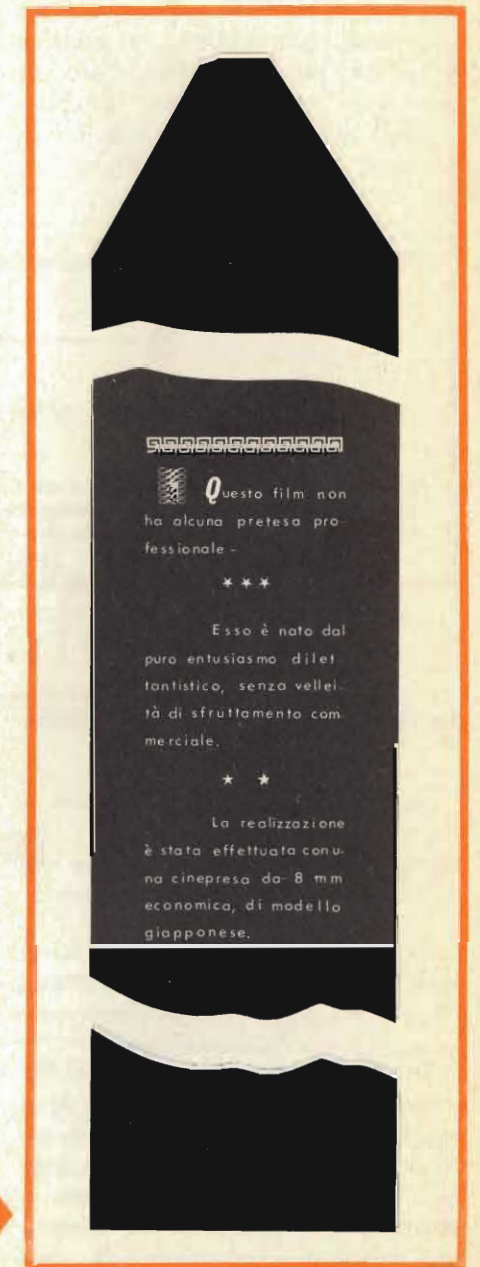 Questo film non
ha alcuna pretesa pro-
fessionale -
★ ★ ★
Esso è nato dal
puro entusiasmo dilet
tantistico, senza vellei.
tà di sfruttamento com
merciale.
★ ★
La realizzazione
è stata effettuata con u-
na cinepresa da 8 mm
economica, di modello
giapponese.